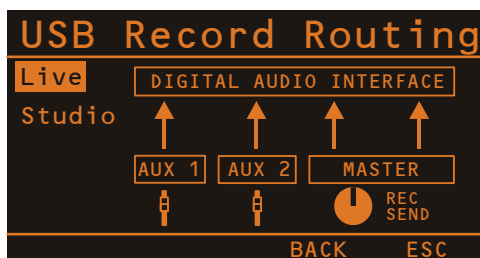 USB Record Routing
Live
DIGITAL AUDIO INTERFACE
Studio
AUX 1 AUX 2 MASTER
REC
SEND
BACK ESC